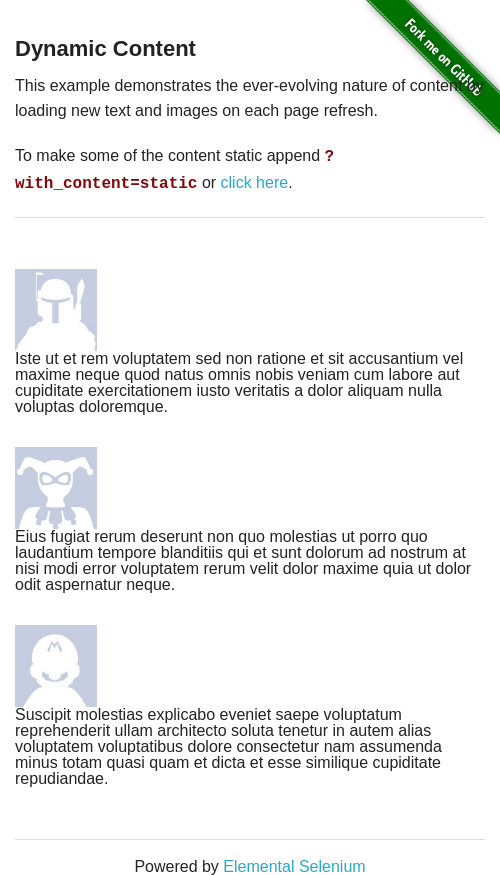 Fork me on GitHub
Dynamic Content
This example demonstrates the ever-evolving nature of content by
loading new text and images on each page refresh.
To make some of the content static append ?
with_content=static or click here.
Iste ut et rem voluptatem sed non ratione et sit accusantium vel
maxime neque quod natus omnis nobis veniam cum labore aut
cupiditate exercitationem iusto veritatis a dolor aliquam nulla
voluptas doloremque.
Eius fugiat rerum deserunt non quo molestias ut porro quo
laudantium tempore blanditiis qui et sunt dolorum ad nostrum at
nisi modi error voluptatem rerum velit dolor maxime quia ut dolor
odit aspernatur neque.
Suscipit molestias explicabo eveniet saepe voluptatum
reprehenderit ullam architecto soluta tenetur in autem alias
voluptatem voluptatibus dolore consectetur nam assumenda
minus totam quasi quam et dicta et esse similique cupiditate
repudiandae.
Powered by Elemental Selenium